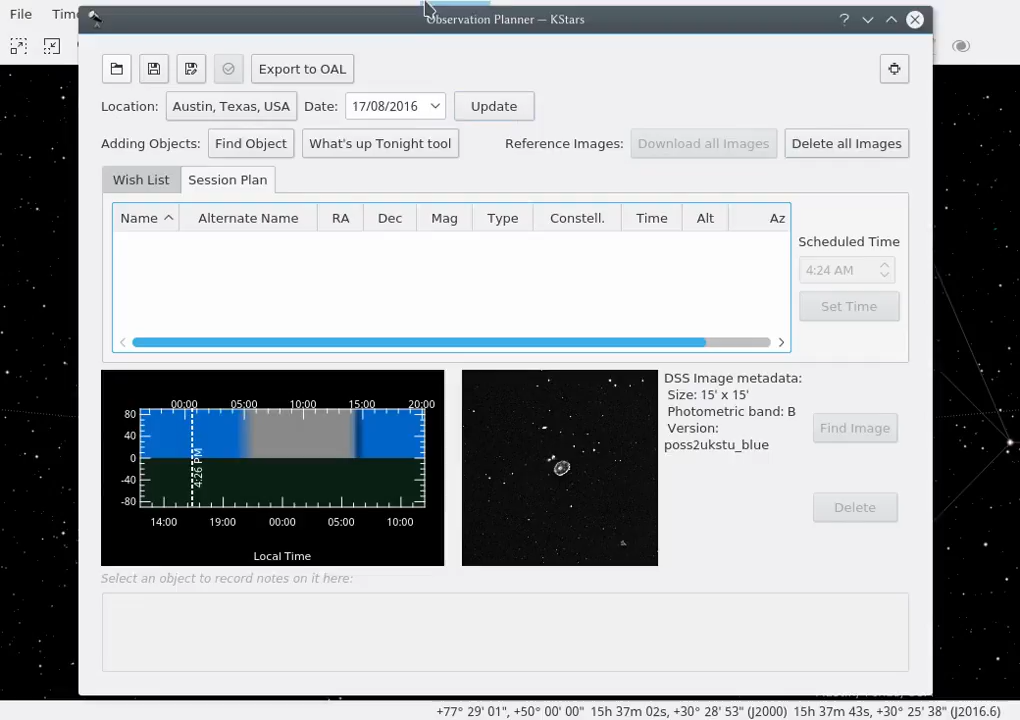 File Time
Observation Planner — KStars
?
Export to OAL
Location: Austin, Texas, USA Date: 17/08/2016 Update
Adding Objects: Find Object What's up Tonight tool Reference Images: Download all Images Delete all Images
Wish List Session Plan
Name Alternate Name RA Dec Mag Type Constell. Time Alt Az
Scheduled Time
4:24 AM
Set Time
DSS Image metadata:
Size: 15' x 15'
Photometric band: B
Version:
poss2ukstu_blue
Find Image
Delete
00:00 05:00 10:00 15:00 20:00
80
40
0
-40
-80
4:26 PM
14:00 19:00 00:00 05:00 10:00
Local Time
Select an object to record notes on it here:
+77° 29' 01", +50° 00' 00" 15h 37m 02s, +30° 28' 53" (J2000) 15h 37m 43s, +30° 25' 38" (J2016.6)